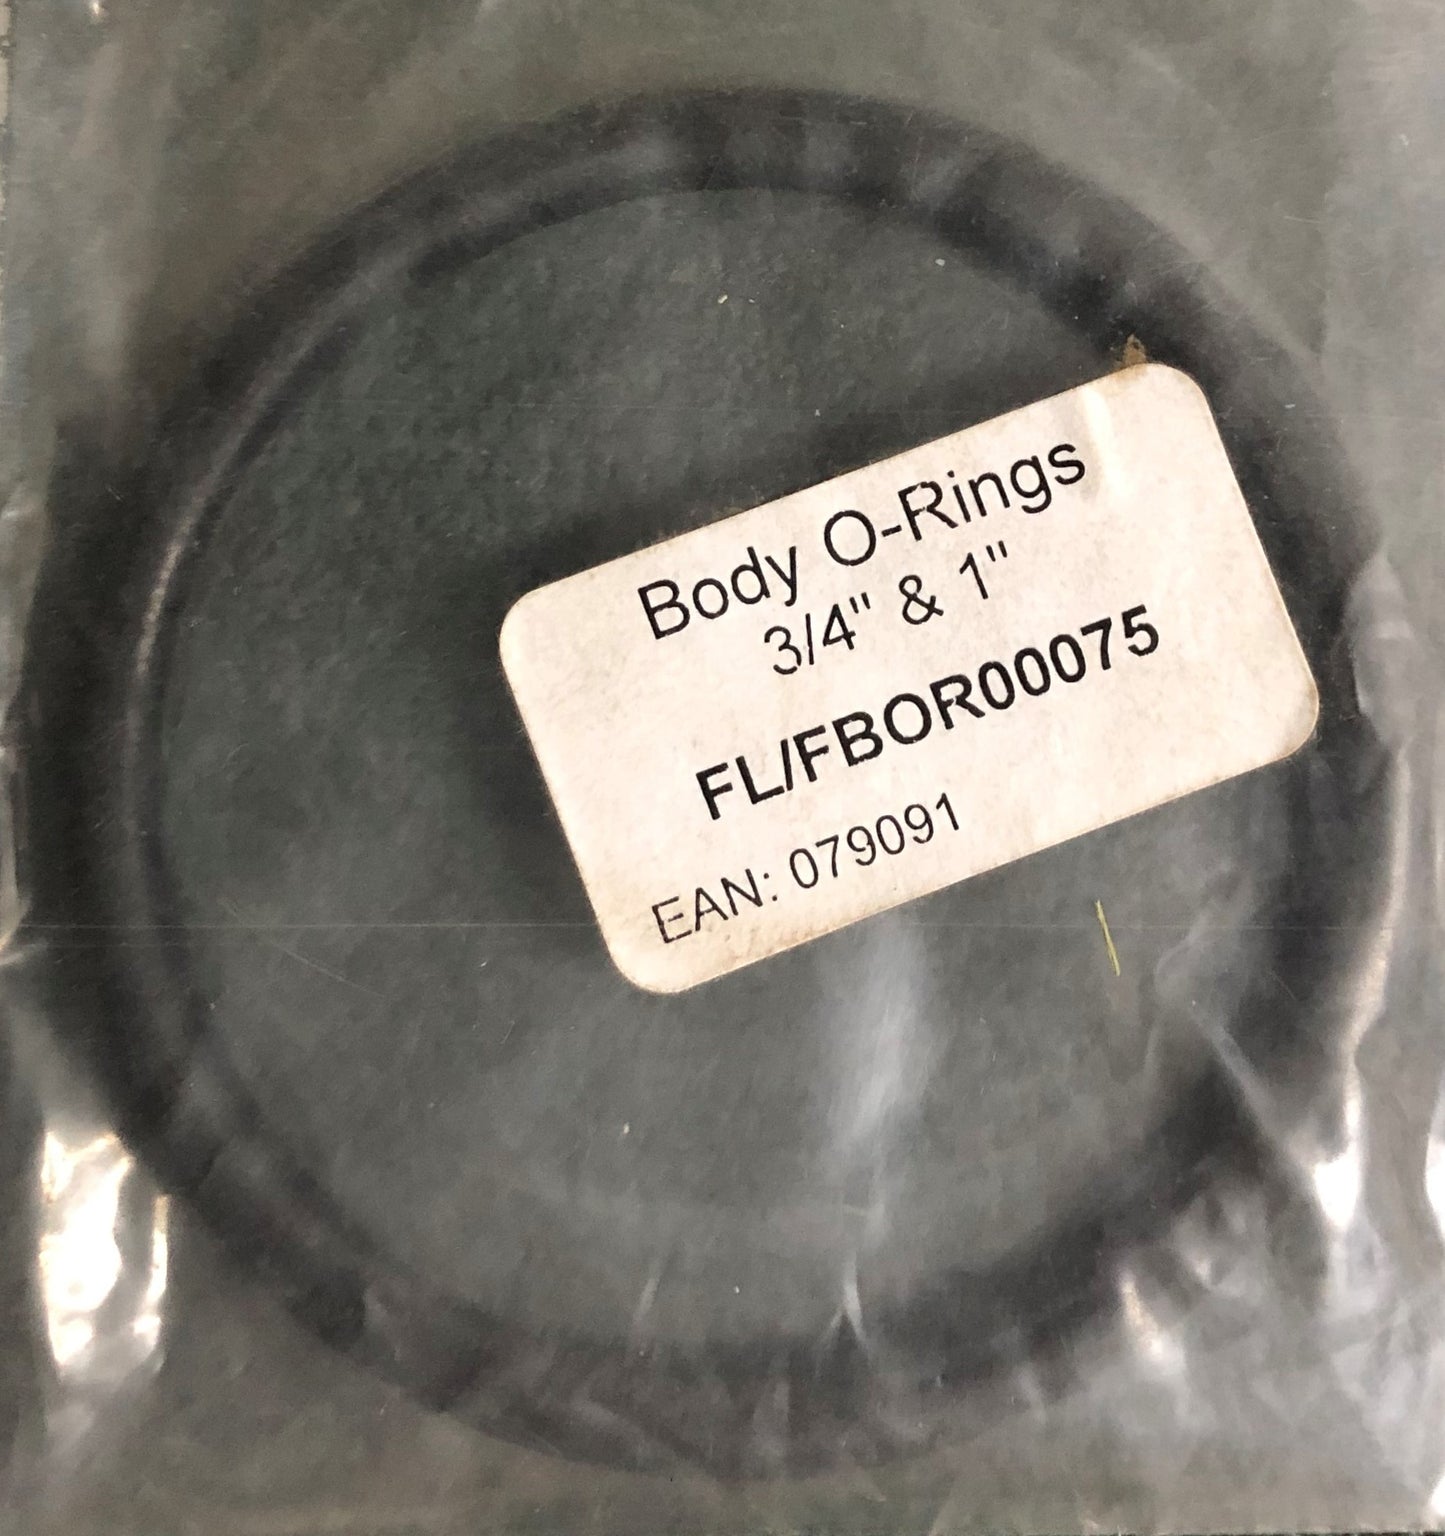 Body O-Rings
3/4" & 1"
FL/FBOR00075
EAN: 079091